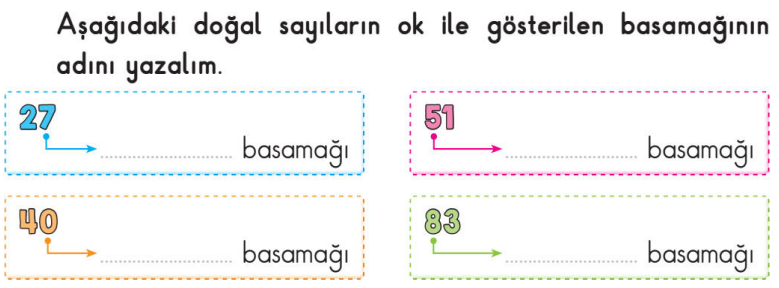 Aşağıdaki doğal sayıların ok ile gösterilen basamağının
adını yazalım.
27
.......................... basamağı
51
.......................... basamağı
40
.......................... basamağı
83
.......................... basamağı